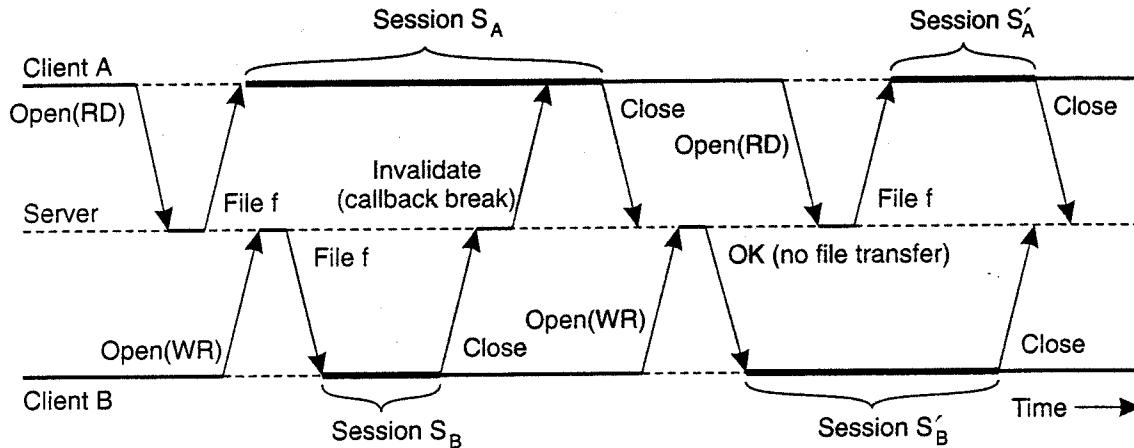 Session S_A
Session S'_A
Client A
Open(RD)
Close
Close
Open(RD)
Invalidate
(callback break)
File f
File f
Server
File f
OK (no file transfer)
Open(WR)
Open(WR)
Close
Close
Client B
Time
Session S_B
Session S'_B